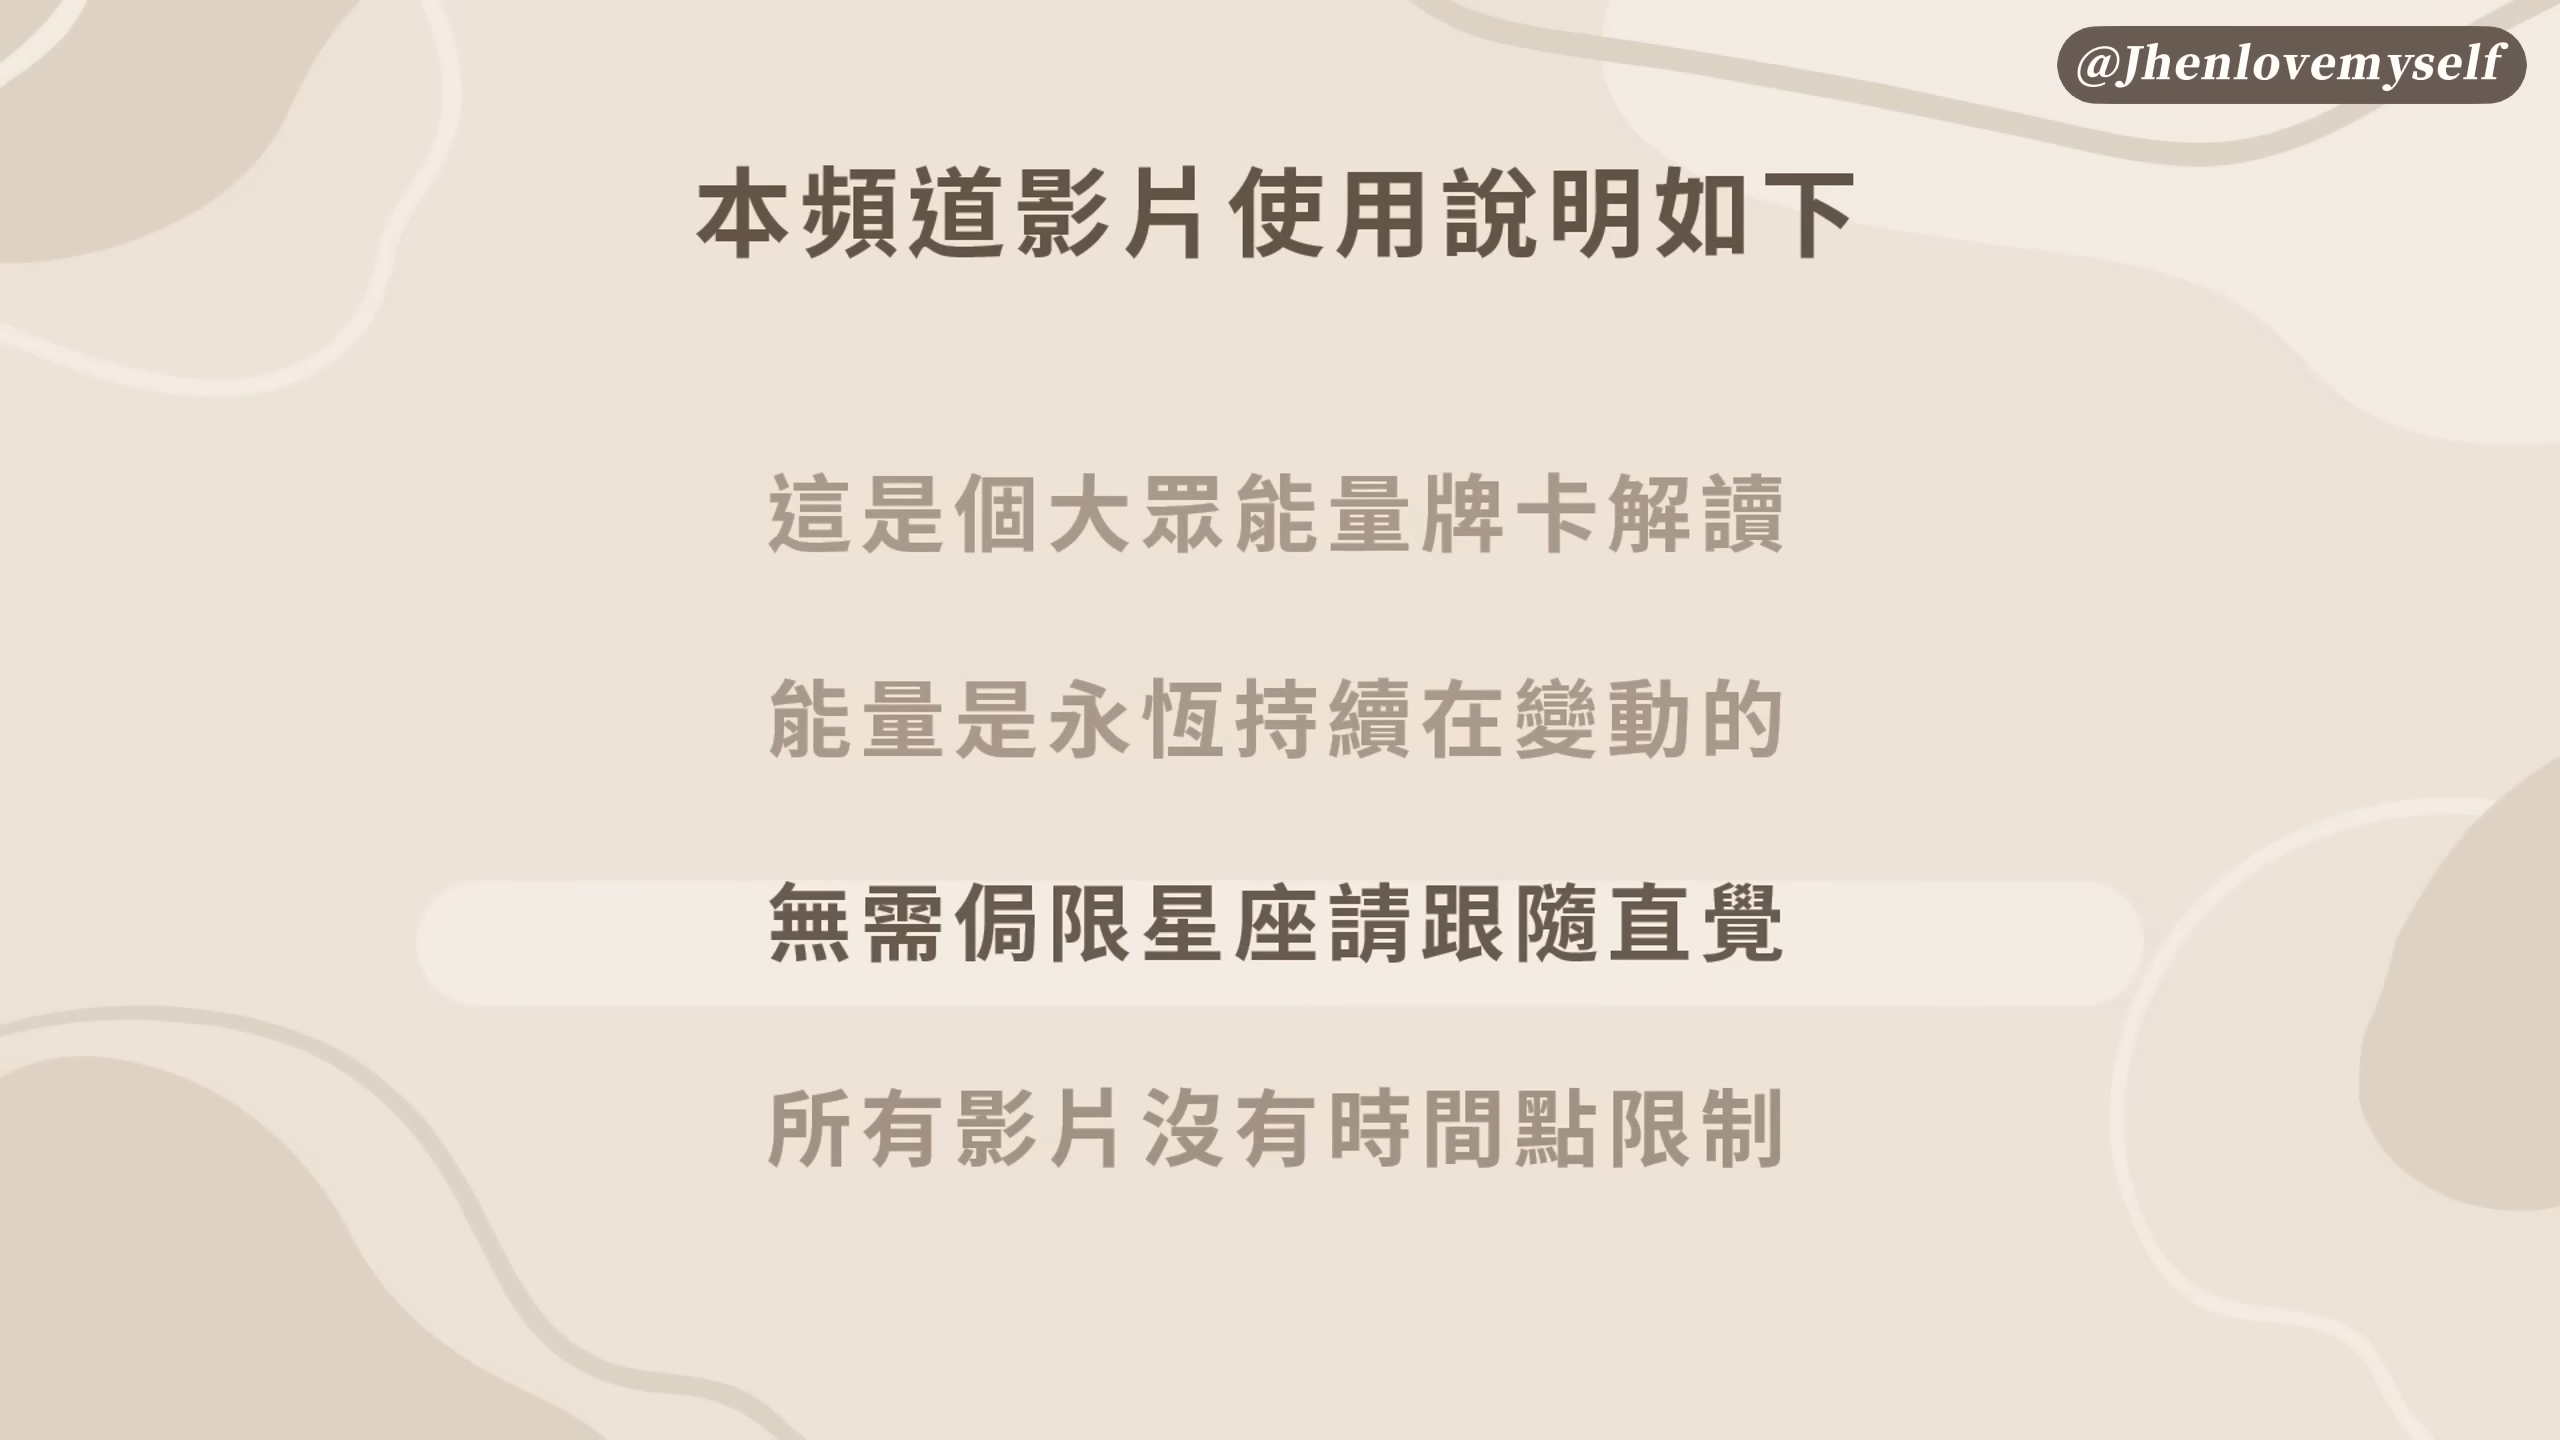 @Jhenlovemyself
本頻道影片使用說明如下
這是個大眾能量牌卡解讀
能量是永恆持續在變動的
無需侷限星座請跟隨直覺
所有影片沒有時間點限制